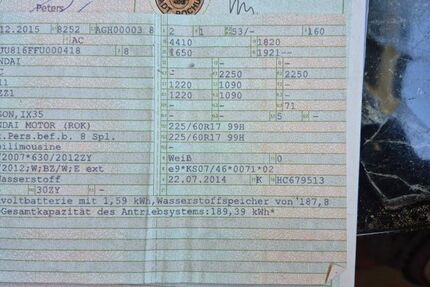 Peters
12.2015 8252 AGH00003 8 2 1 53/- 160
AC 4410 1820
JU816FFU000418 8 1650 1921--
NDAI - -
C - 2250 2250
11 1220 1090
ZZ1 1220 1090
- - 71
- - 5 -
SON,IX35 225/60R17 99H
DAI MOTOR (ROK) 225/60R17 99H
.Pers.bef.b. 8 Spl. -
bilimousine -
2007*630/2012ZY Weiß 0
/2012;W;BZ/W;E ext e9*KS07/46*0071*02
asserstoff 22.07.2014 K HC679513
30ZY - -
voltbatterie mit 1,59 kWh,Wasserstoffspeicher von 187,8
Gesamtkapazität des Antriebsystems:189,39 kWh*